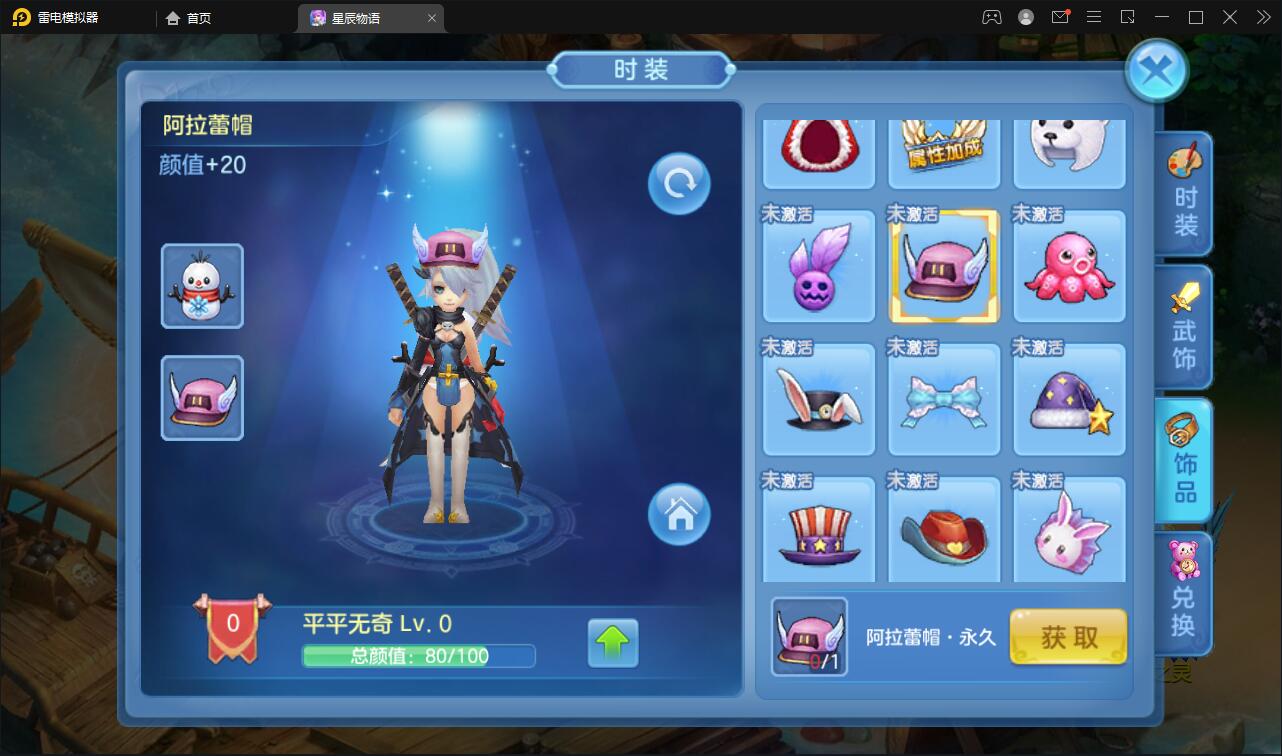 雷电模拟器
首页
星辰物语
时装
阿拉蕾帽
颜值+20
属性加成
未激活
未激活
未激活
未激活
未激活
未激活
未激活
未激活
未激活
时装
武饰
饰品
兑换
0
平平无奇 Lv. 0
总颜值: 80/100
0/1
阿拉蕾帽·永久
获取
之灵